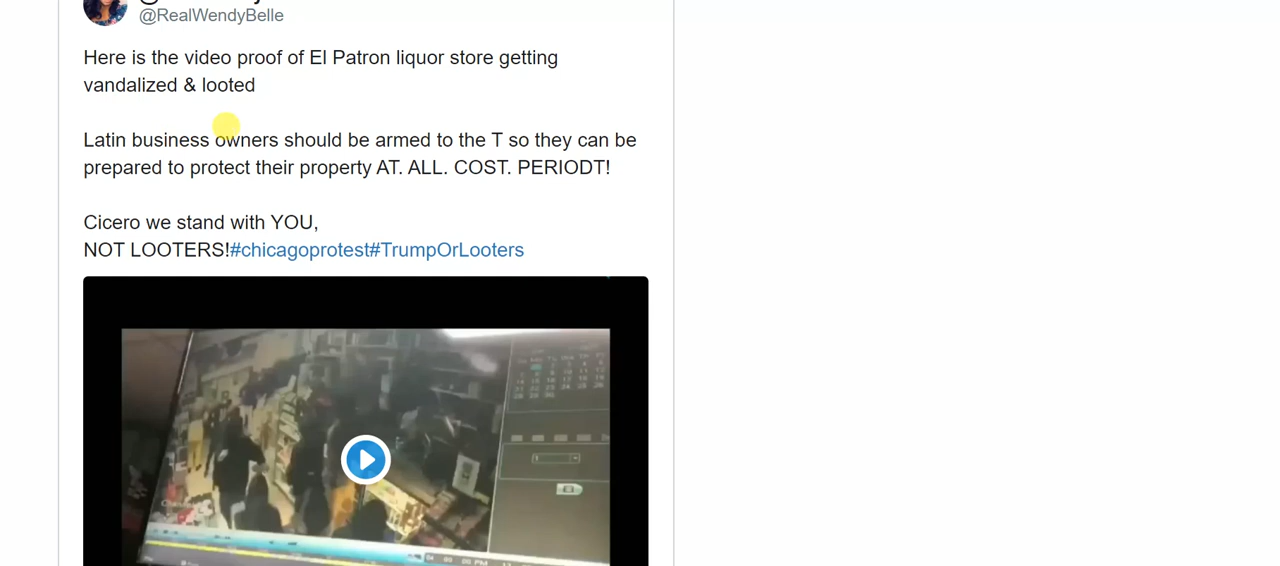 @RealWendyBelle
Here is the video proof of El Patron liquor store getting
vandalized & looted
Latin business owners should be armed to the T so they can be
prepared to protect their property AT. ALL. COST. PERIODT!
Cicero we stand with YOU,
NOT LOOTERS!#chicagoprotest#TrumpOrLooters